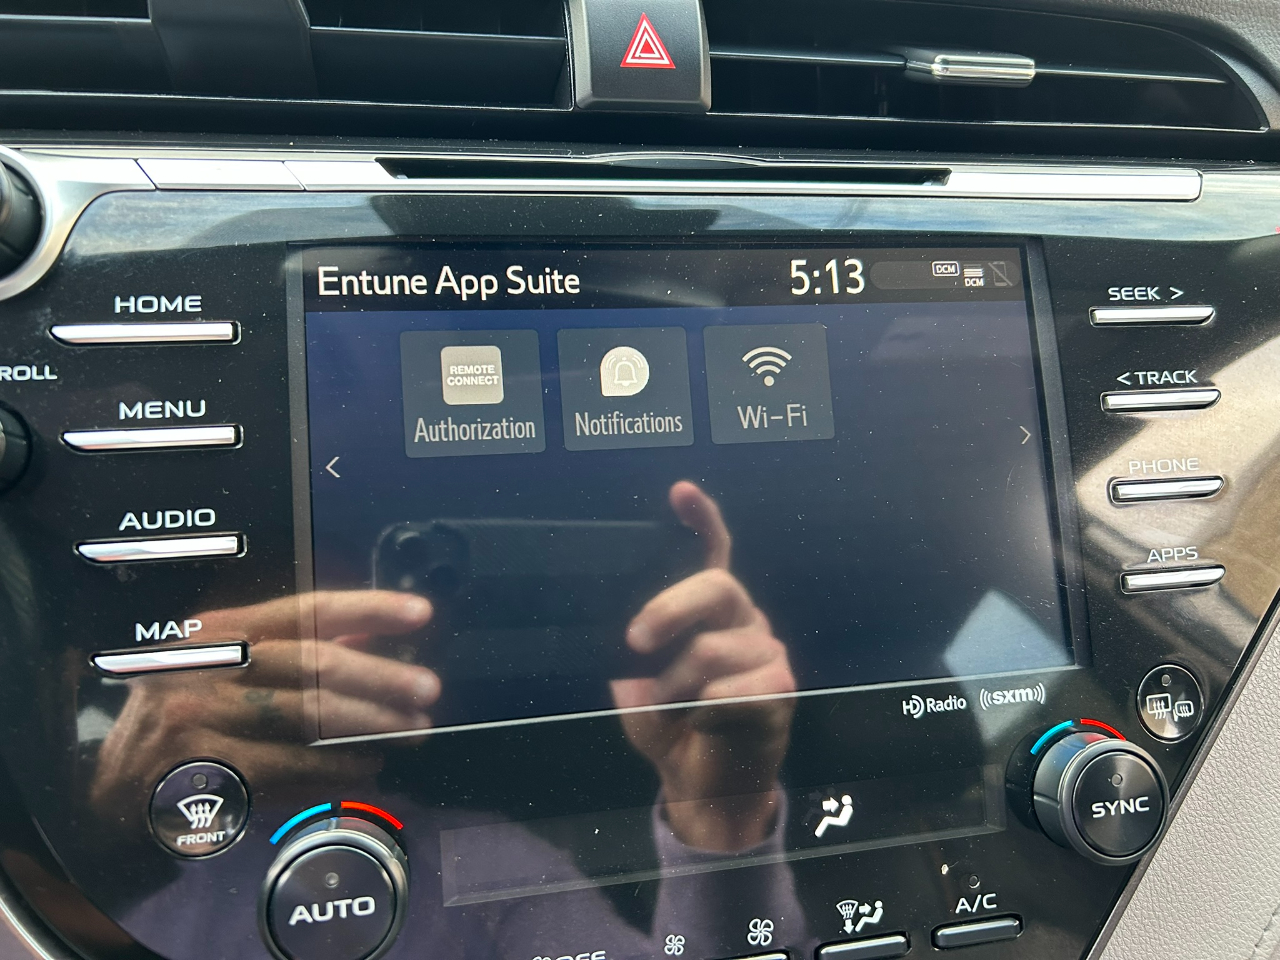 Entune App Suite
5:13
DCM
DCM
REMOTE
CONNECT
Authorization
Notifications
Wi-Fi
<
>
HOME
ROLL
MENU
AUDIO
MAP
SEEK >
< TRACK
PHONE
APPS
HD Radio
((sxm))
FRONT
AUTO
SYNC
A/C